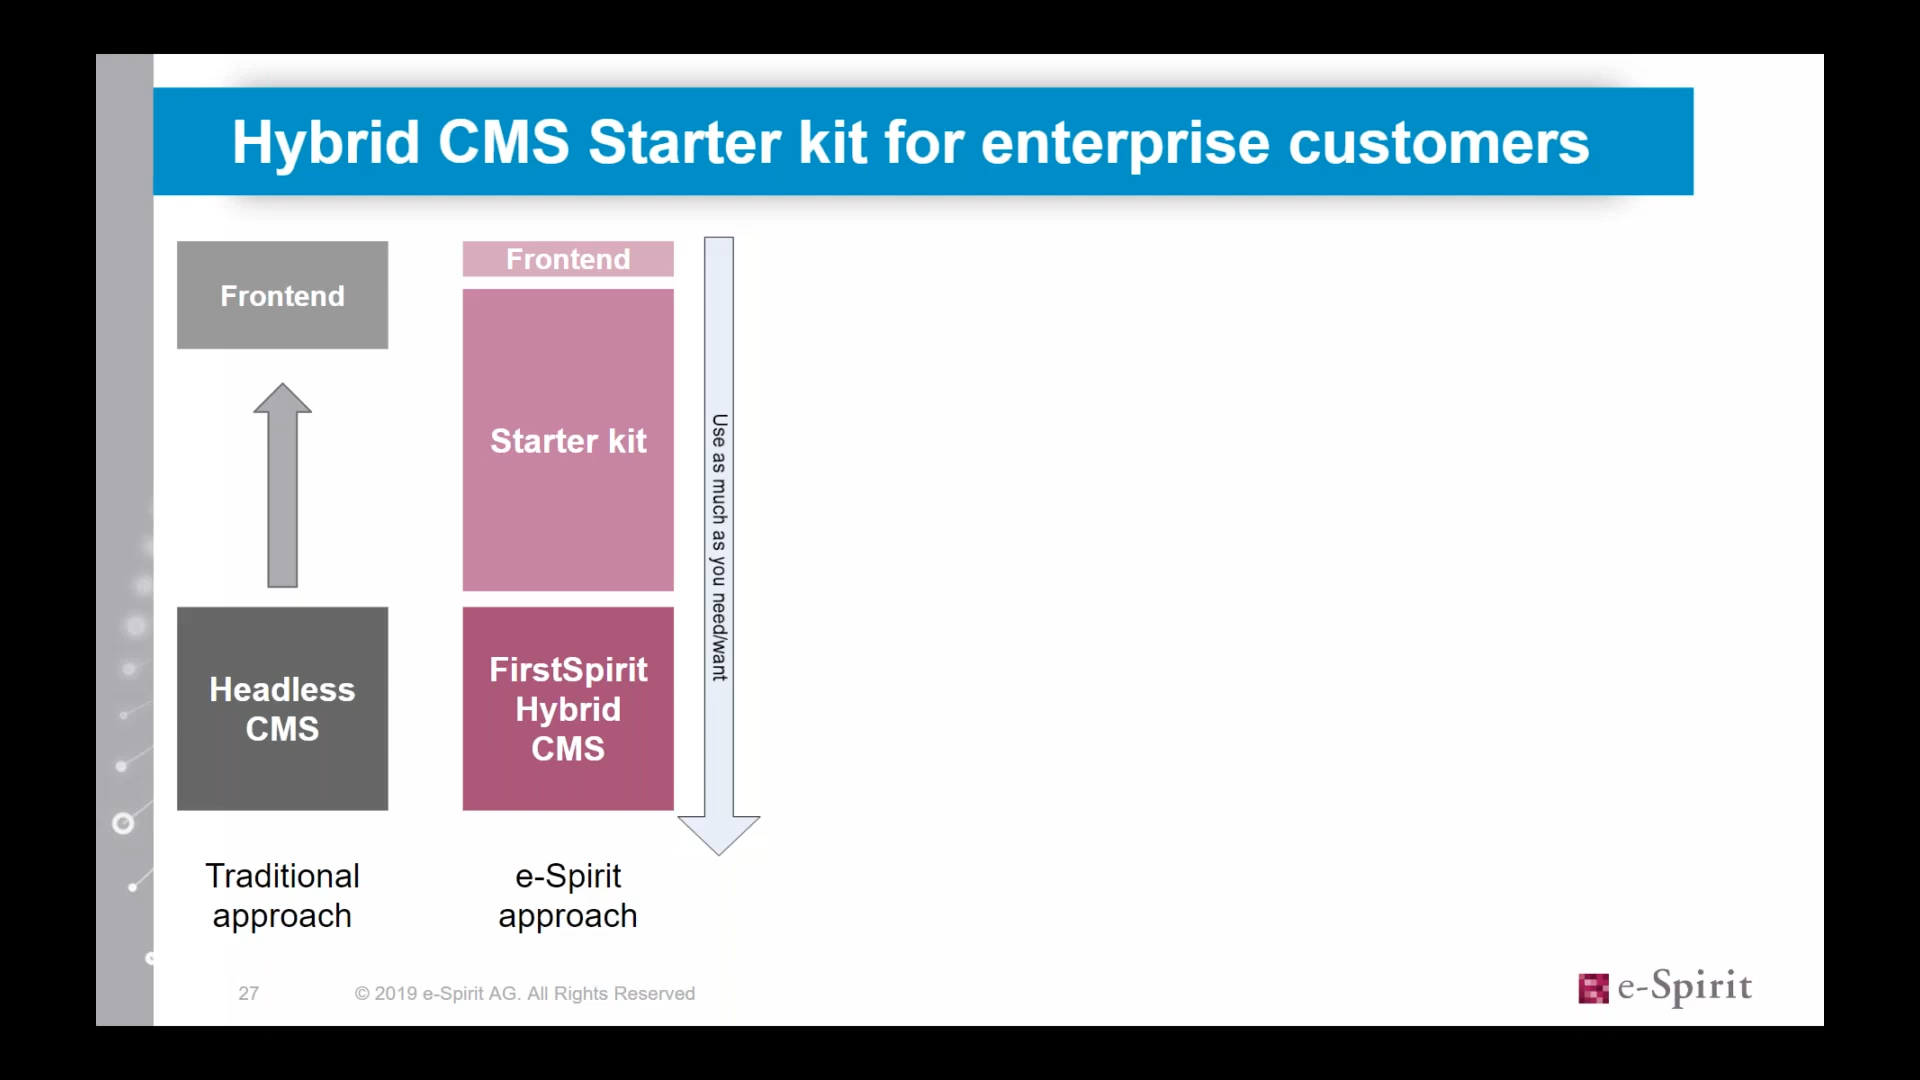 Hybrid CMS Starter kit for enterprise customers
Frontend
Headless
CMS
Traditional
approach
Frontend
Starter kit
FirstSpirit
Hybrid
CMS
e-Spirit
approach
Use as much as you need/want
27
© 2019 e-Spirit AG. All Rights Reserved
e-Spirit